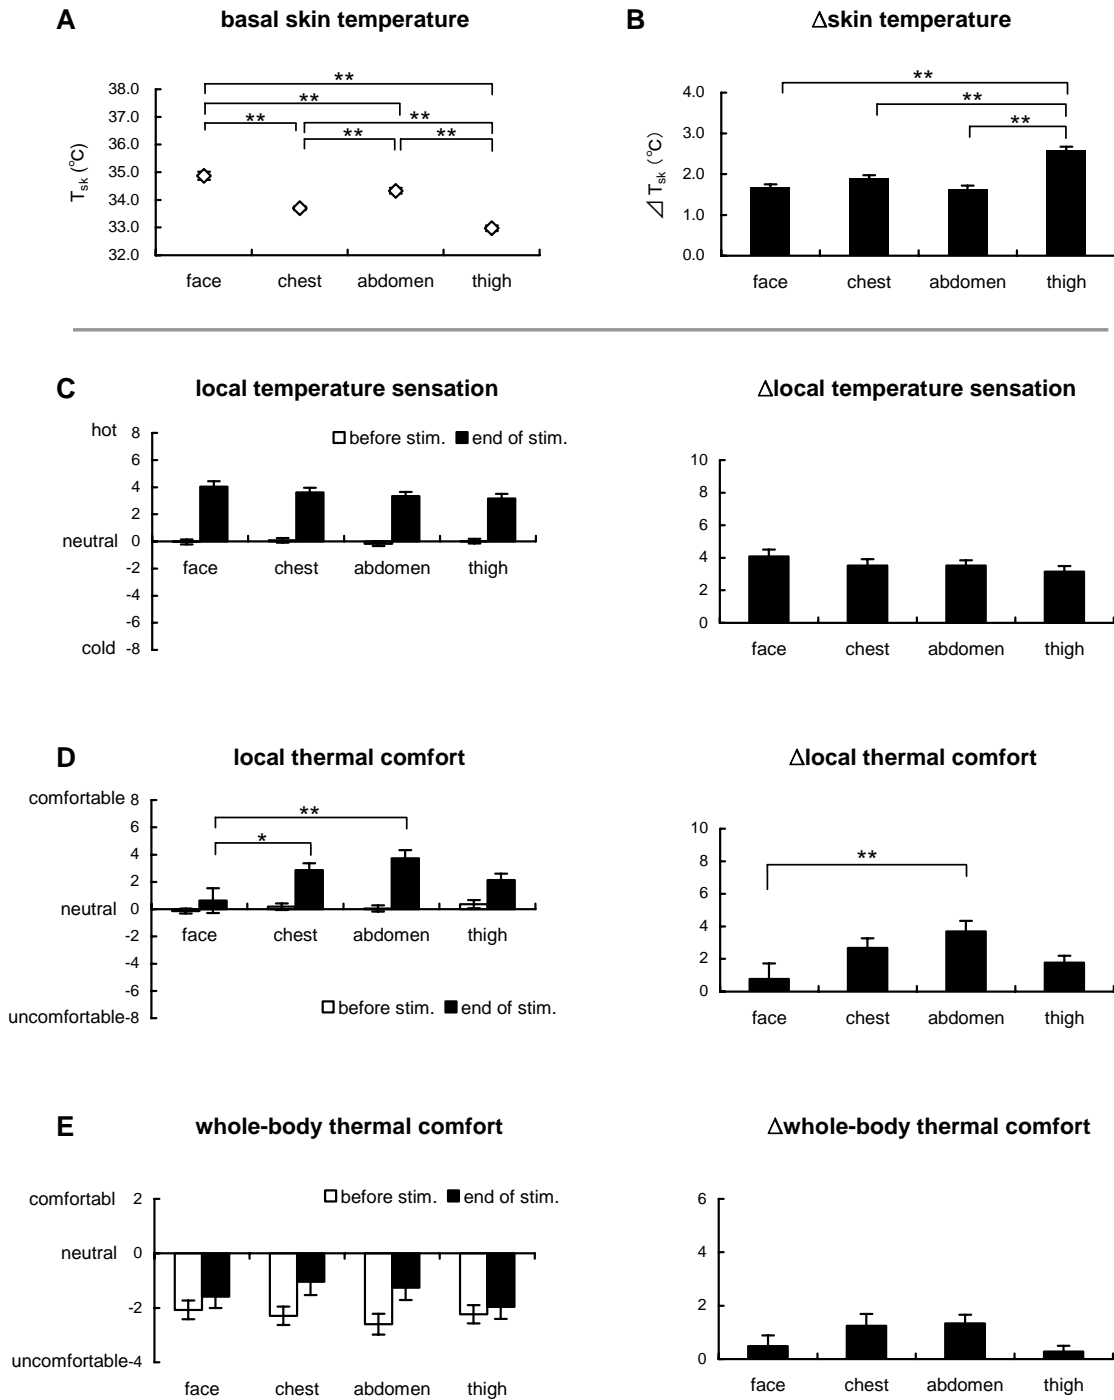 A basal skin temperature
B Δskin temperature
38.0
37.0
36.0
35.0
34.0
33.0
32.0
T_sk (°C)
** ** ** ** ** **
face chest abdomen thigh
4.0
3.0
2.0
1.0
0.0
⊿ T_sk (°C)
** ** **
face chest abdomen thigh
C local temperature sensation
hot 8
6
4
2
neutral 0
-2
-4
-6
cold -8
before stim. end of stim.
face chest abdomen thigh
Δlocal temperature sensation
10
8
6
4
2
0
face chest abdomen thigh
D local thermal comfort
comfortable 8
6
4
2
neutral 0
-2
-4
-6
uncomfortable-8
**
*
face chest abdomen thigh
before stim. end of stim.
Δlocal thermal comfort
10
8
6
4
2
0
**
face chest abdomen thigh
E whole-body thermal comfort
comfortabl 2
neutral 0
-2
uncomfortable-4
before stim. end of stim.
face chest abdomen thigh
Δwhole-body thermal comfort
6
4
2
0
face chest abdomen thigh